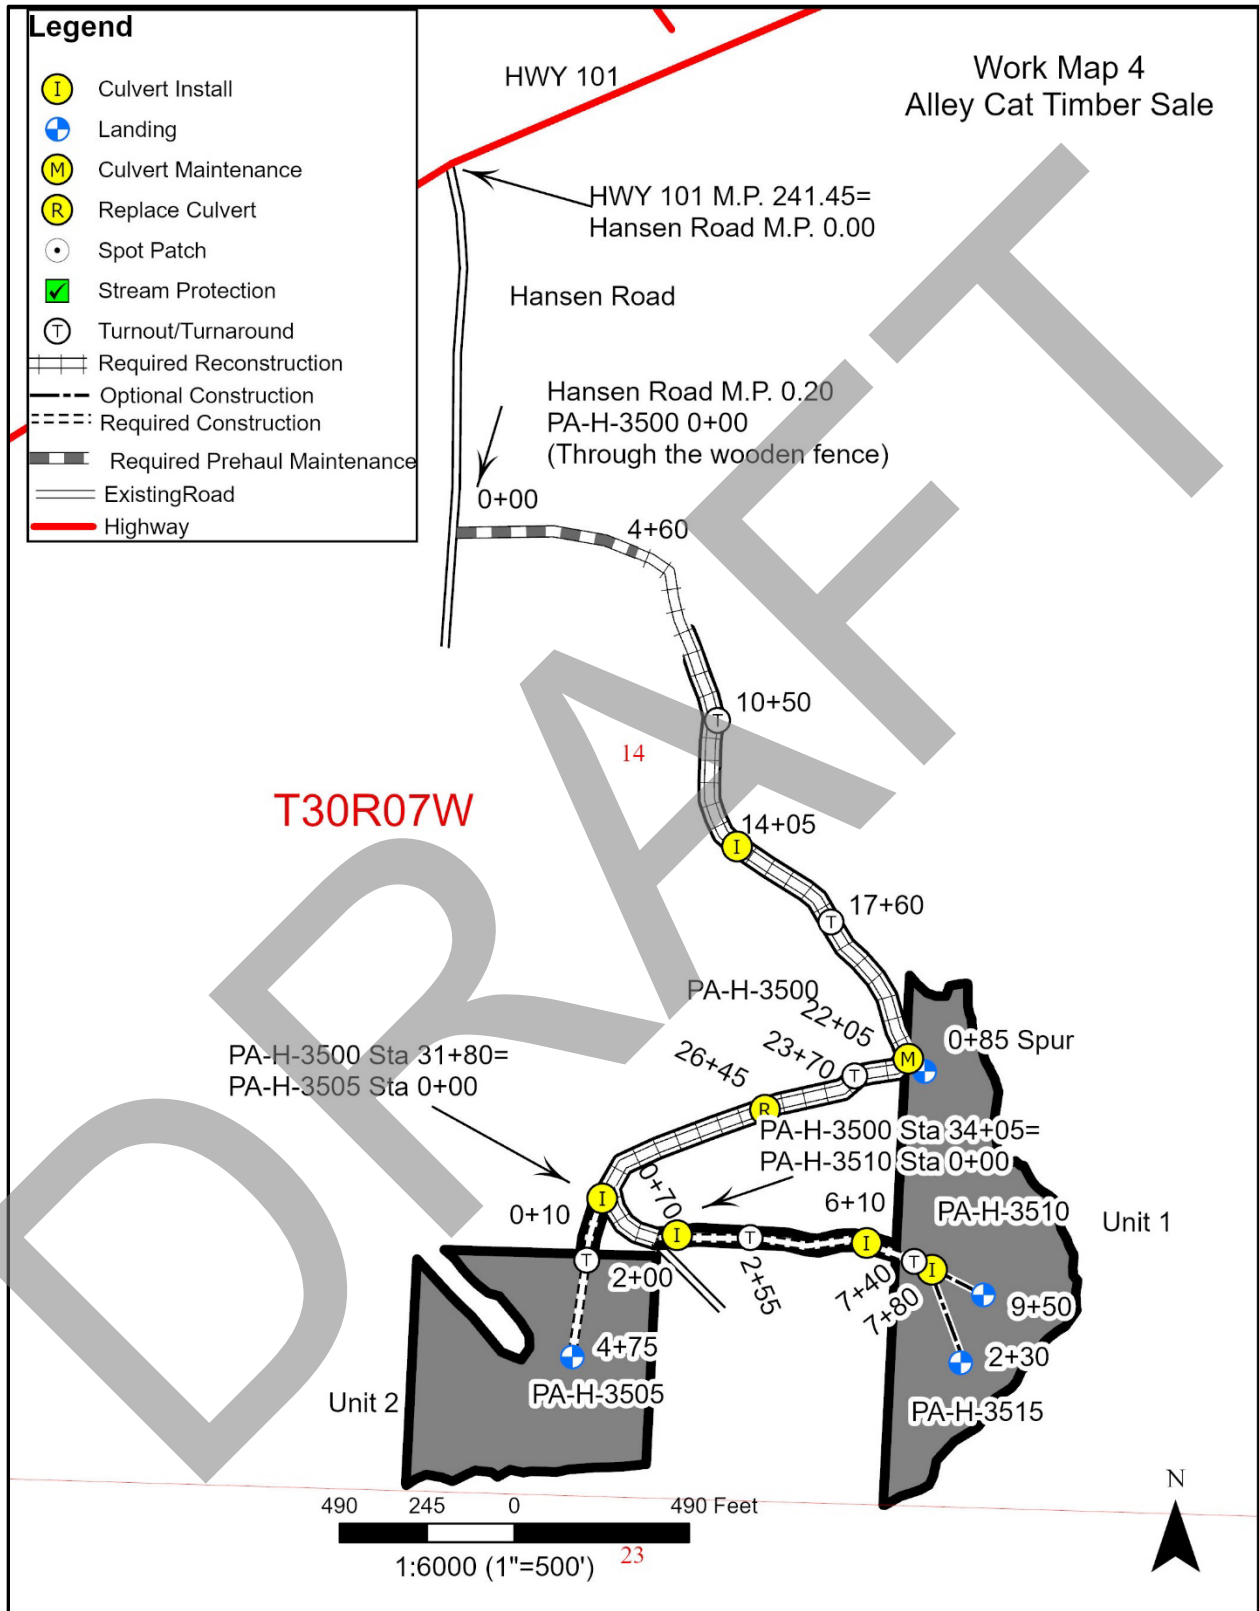 Legend
I
Culvert Install
Landing
M
Culvert Maintenance
R
Replace Culvert
Spot Patch
Stream Protection
T
Turnout/Turnaround
Required Reconstruction
Optional Construction
Required Construction
Required Prehaul Maintenance
ExistingRoad
Highway
Work Map 4
Alley Cat Timber Sale
HWY 101
HWY 101 M.P. 241.45=
Hansen Road M.P. 0.00
Hansen Road
Hansen Road M.P. 0.20
PA-H-3500 0+00
(Through the wooden fence)
0+00
4+60
T
10+50
14
T30R07W
I
14+05
T
17+60
PA-H-3500
22+05
M
0+85 Spur
23+70
T
26+45
R
PA-H-3500 Sta 31+80=
PA-H-3505 Sta 0+00
PA-H-3500 Sta 34+05=
PA-H-3510 Sta 0+00
0+10
I
0+70
I
T
2+55
6+10
I
PA-H-3510
Unit 1
T
2+00
7+40
T
7+80
I
9+50
4+75
2+30
PA-H-3505
PA-H-3515
Unit 2
490 245 0 490 Feet
1:6000 (1"=500')
23
N
DRAFT